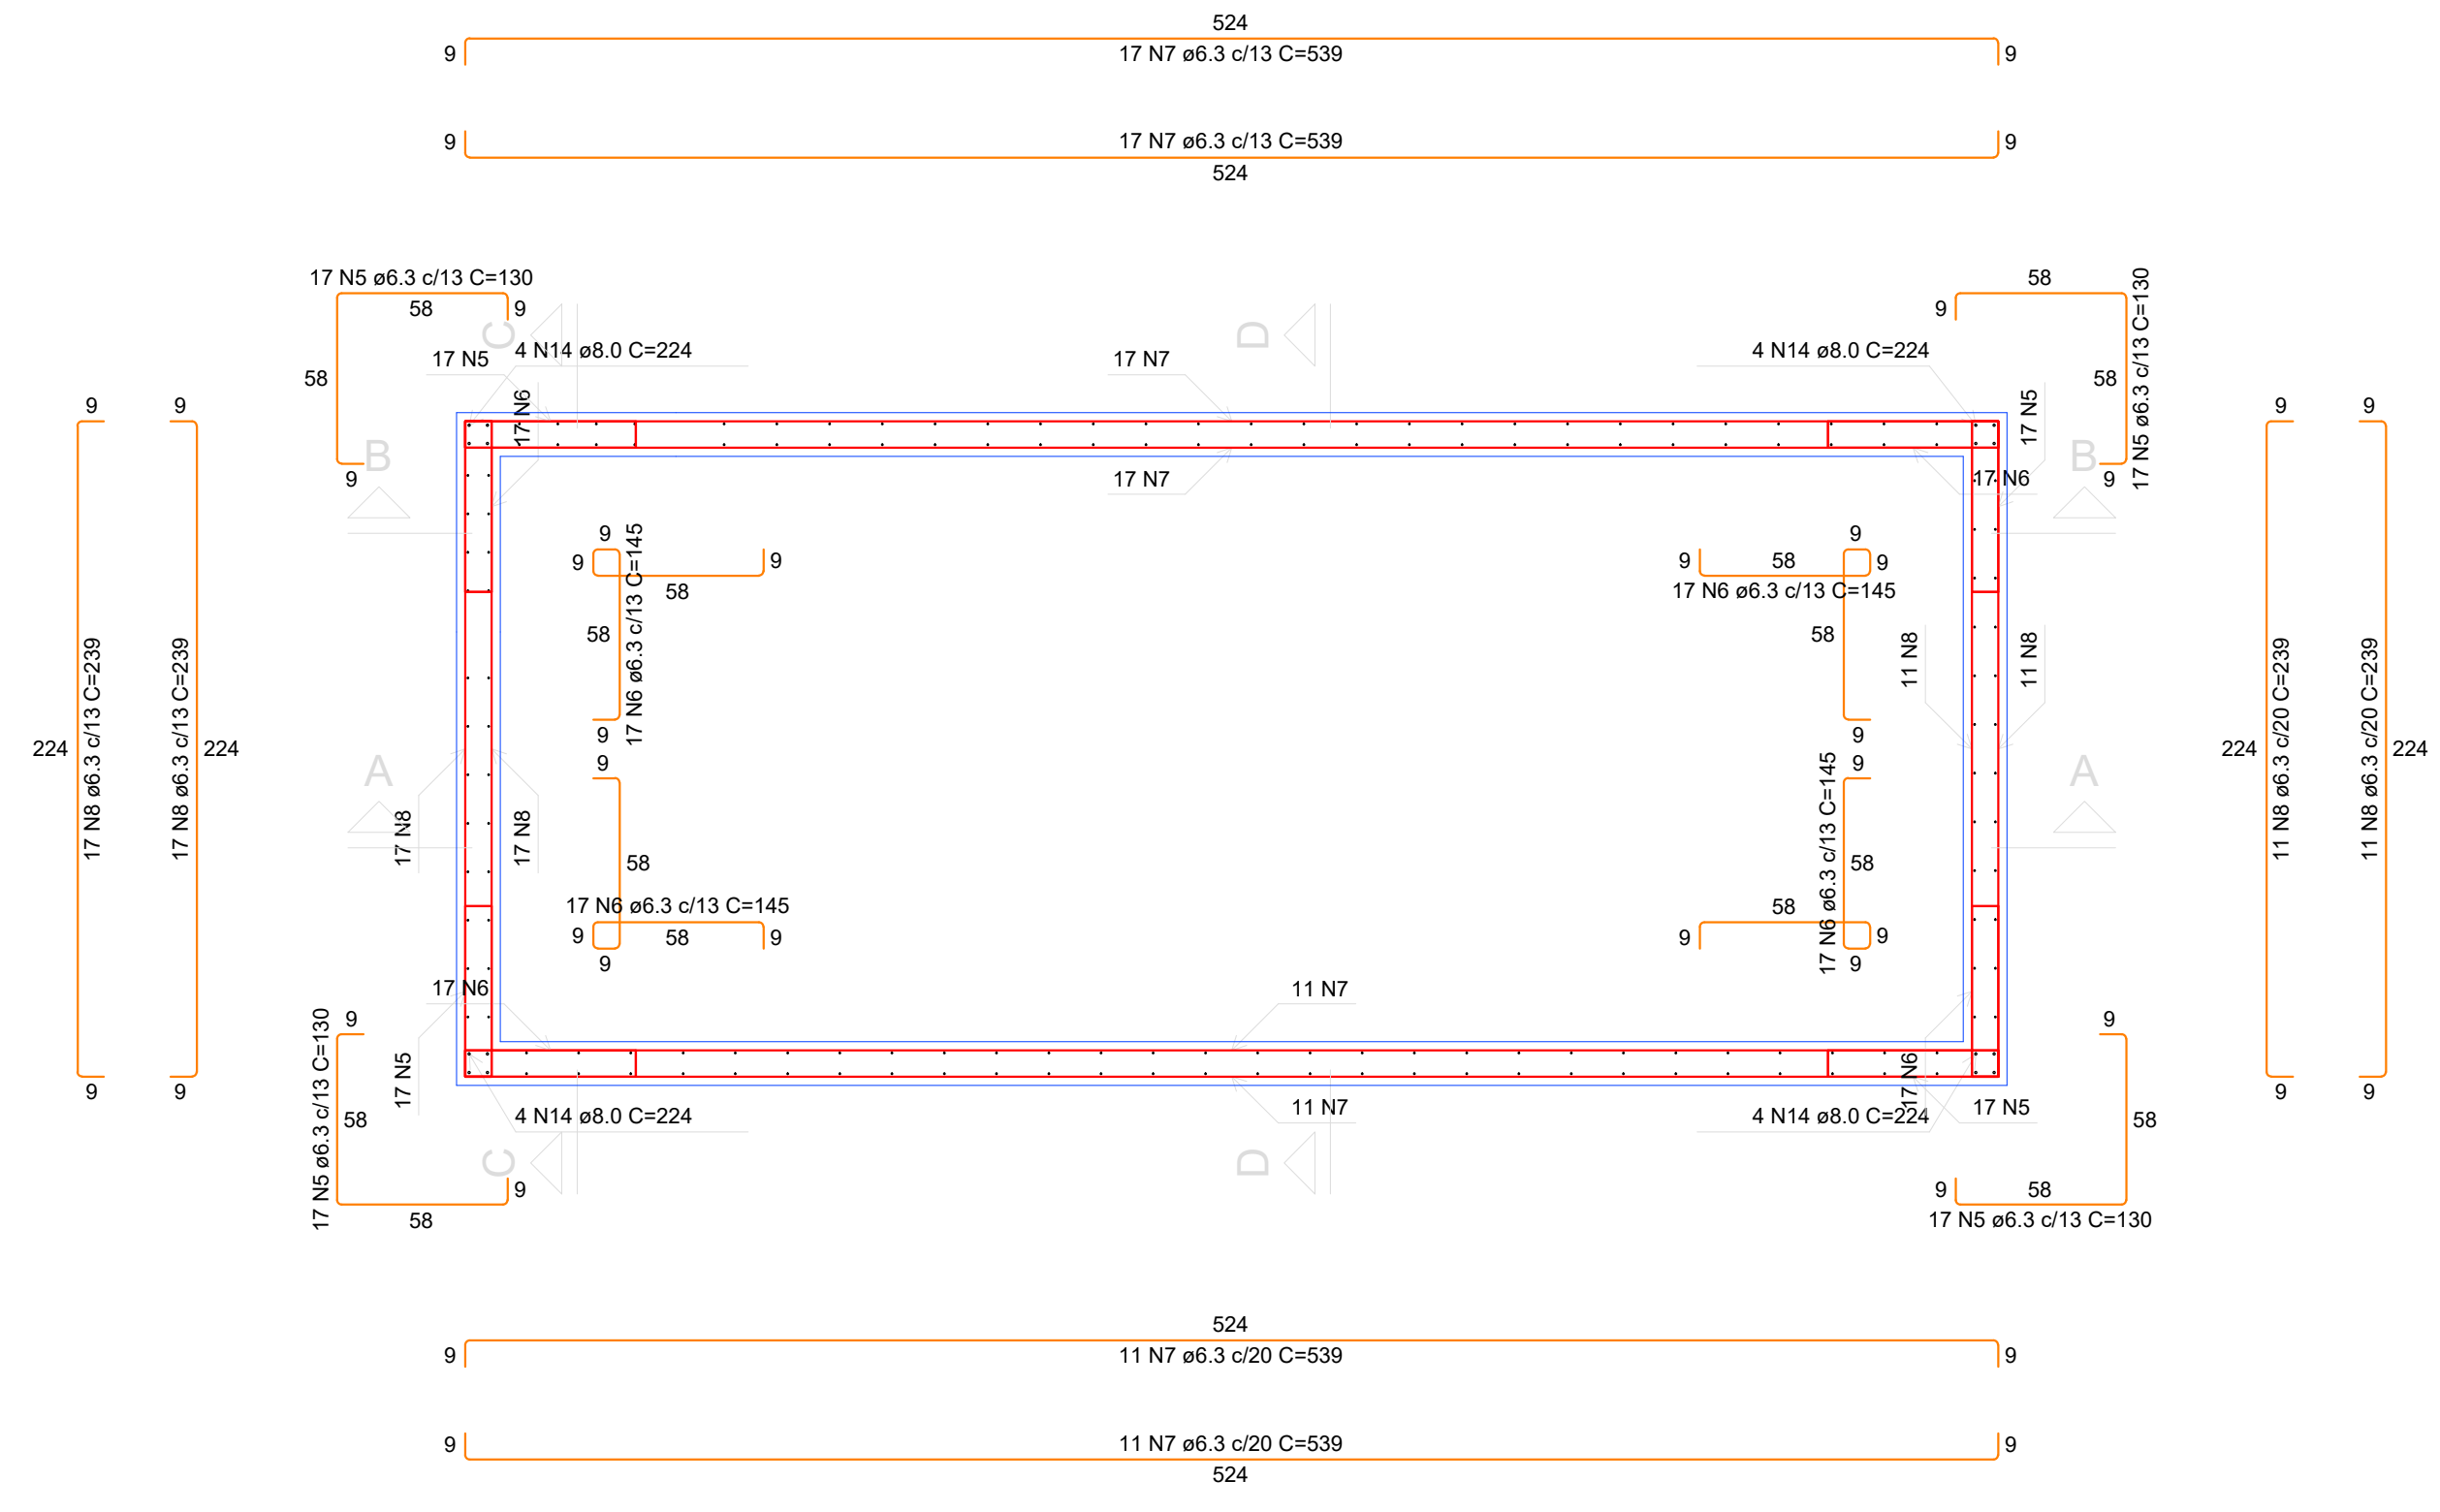 524
9
17 N7 ø6.3 c/13 C=539
9
9
17 N7 ø6.3 c/13 C=539
9
524
17 N5 ø6.3 c/13 C=130
58
9
58
9
58
9
58
9
17 N5 ø6.3 c/13 C=130
C
D
17 N5
4 N14 ø8.0 C=224
17 N7
4 N14 ø8.0 C=224
17 N6
17 N5
B
B
17 N7
17 N6
9
9
9
9
224
17 N8 ø6.3 c/13 C=239
17 N8 ø6.3 c/13 C=239
224
9
9
9
9
9
58
58
9
17 N6 ø6.3 c/13 C=145
9
9
58
9
17 N6 ø6.3 c/13 C=145
58
9
11 N8
11 N8
224
11 N8 ø6.3 c/20 C=239
11 N8 ø6.3 c/20 C=239
224
A
A
17 N8
17 N8
9
58
17 N6 ø6.3 c/13 C=145
9
58
9
9
9
17 N6 ø6.3 c/13 C=145
58
58
9
9
9
17 N6
11 N7
17 N5
17 N6
9
9
9
9
9
17 N5 ø6.3 c/13 C=130
58
9
58
4 N14 ø8.0 C=224
11 N7
4 N14 ø8.0 C=224
17 N5
C
D
9
58
9
58
17 N5 ø6.3 c/13 C=130
524
9
11 N7 ø6.3 c/20 C=539
9
9
11 N7 ø6.3 c/20 C=539
9
524